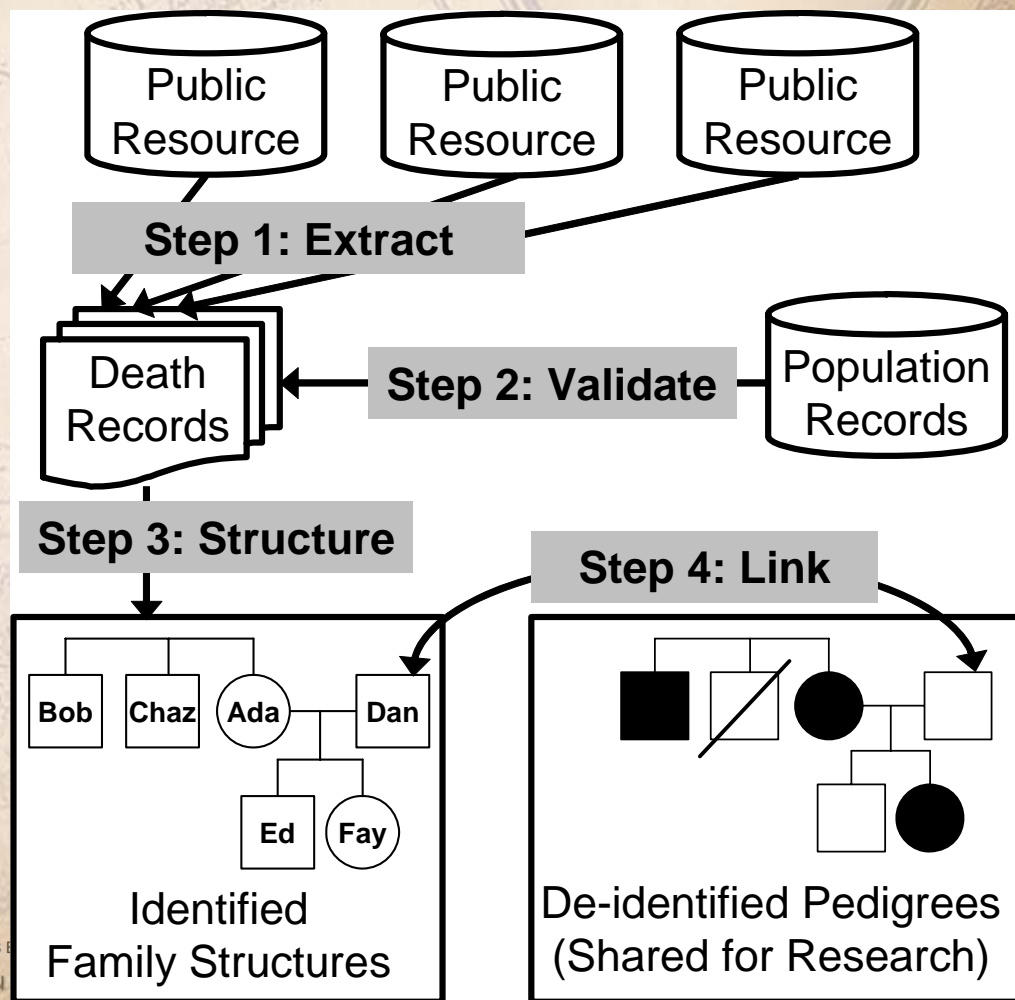 Public
Resource
Public
Resource
Public
Resource
Step 1: Extract
Death
Records
Step 2: Validate
Population
Records
Step 3: Structure
Step 4: Link
Bob
Chaz
Ada
Dan
Ed
Fay
Identified
Family Structures
De-identified Pedigrees
(Shared for Research)